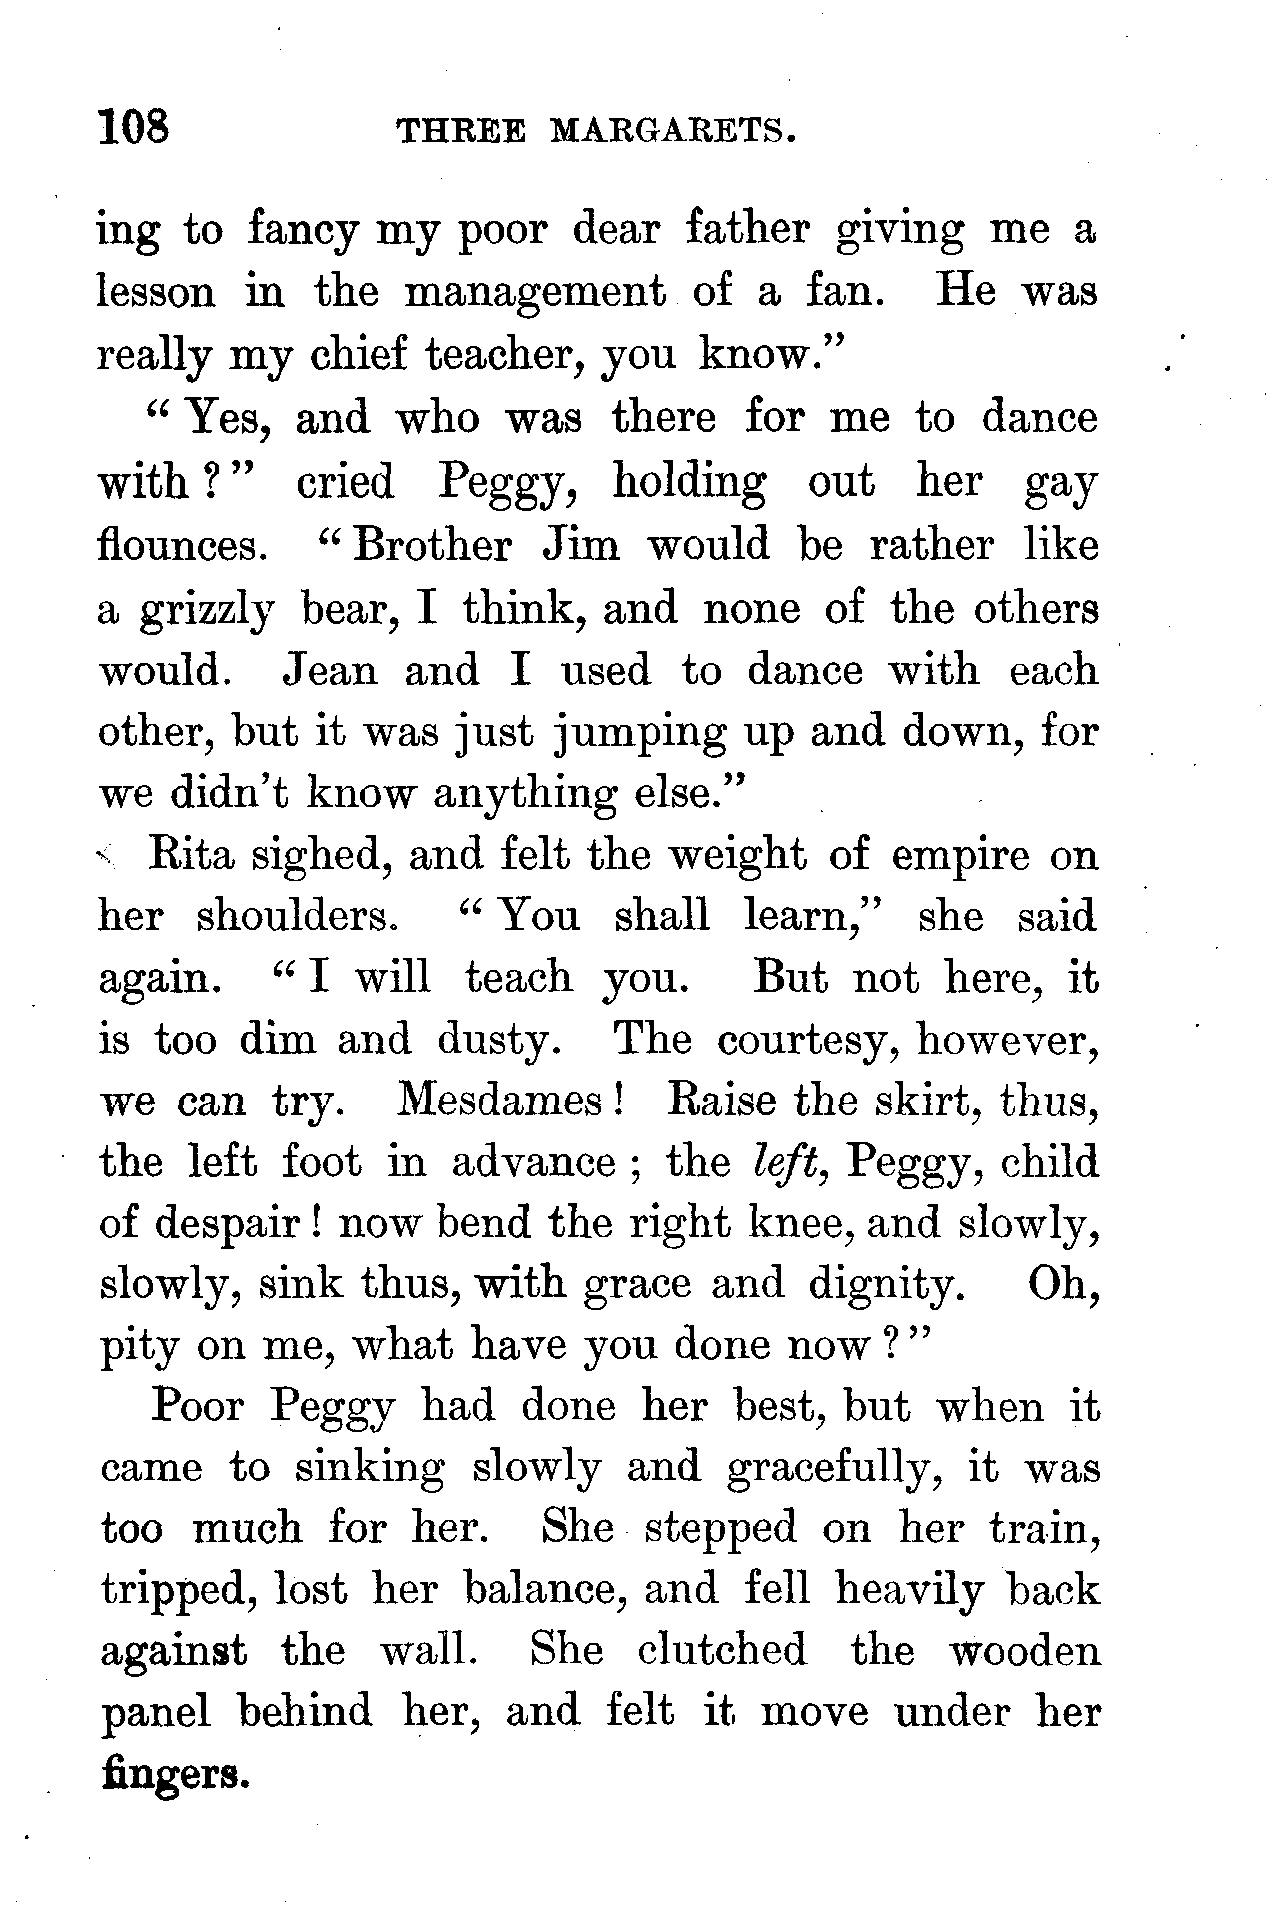 108 THREE MARGARETS.
ing to fancy my poor dear father giving me a
lesson in the management of a fan. He was
really my chief teacher, you know.”
“ Yes, and who was there for me to dance
with ? ” cried Peggy, holding out her gay
flounces. “ Brother Jim would be rather like
a grizzly bear, I think, and none of the others
would. Jean and I used to dance with each
other, but it was just jumping up and down, for
we didn’t know anything else.”
Rita sighed, and felt the weight of empire on
her shoulders. “ You shall learn,” she said
again. “ I will teach you. But not here, it
is too dim and dusty. The courtesy, however,
we can try. Mesdames ! Raise the skirt, thus,
the left foot in advance ; the left, Peggy, child
of despair ! now bend the right knee, and slowly,
slowly, sink thus, with grace and dignity. Oh,
pity on me, what have you done now ? ”
Poor Peggy had done her best, but when it
came to sinking slowly and gracefully, it was
too much for her. She stepped on her train,
tripped, lost her balance, and fell heavily back
against the wall. She clutched the wooden
panel behind her, and felt it move under her
fingers.